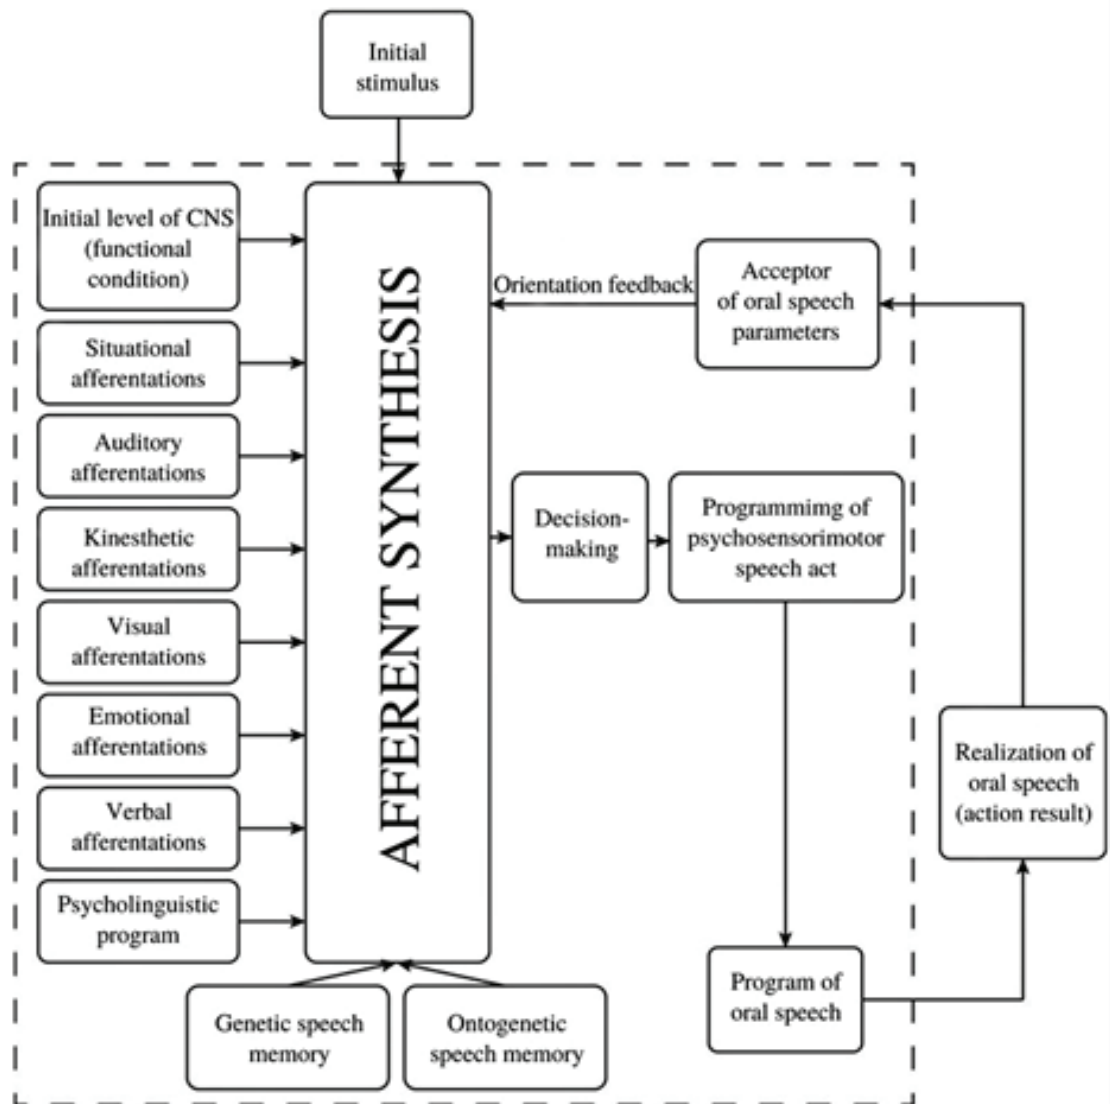 Initial
stimulus
Initial level of CNS
(functional
condition)
Situational
afferentations
Auditory
afferentations
Kinesthetic
afferentations
Visual
afferentations
Emotional
afferentations
Verbal
afferentations
Psycholinguistic
program
AFFERENT SYNTHESIS
Genetic speech
memory
Ontogenetic
speech memory
Orientation feedback
Acceptor
of oral speech
parameters
Decision-
making
Programmimg of
psychosensorimotor
speech act
Program of
oral speech
Realization of
oral speech
(action result)